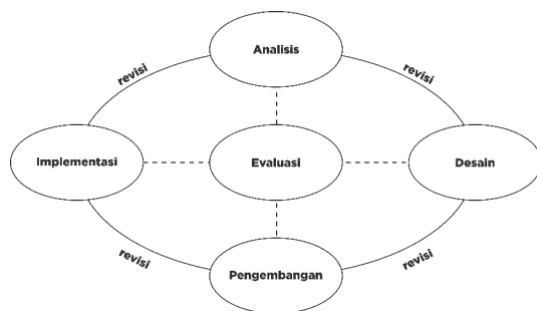 Analisis
revisi
revisi
Implementasi
Evaluasi
Desain
revisi
revisi
Pengembangan